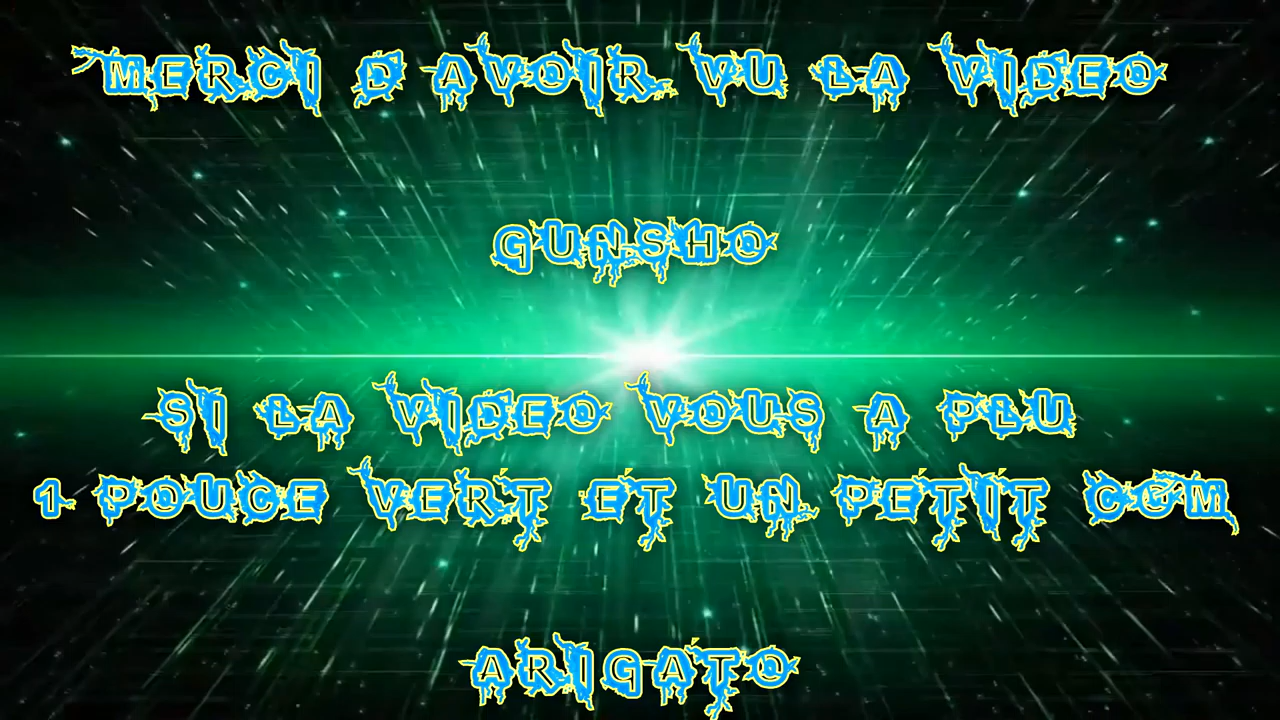 MERCI D AVOIR VU LA VIDEO
GUNSHO
SI LA VIDEO VOUS A PLU
1 POUCE VERT ET UN PETIT COM
ARIGATO